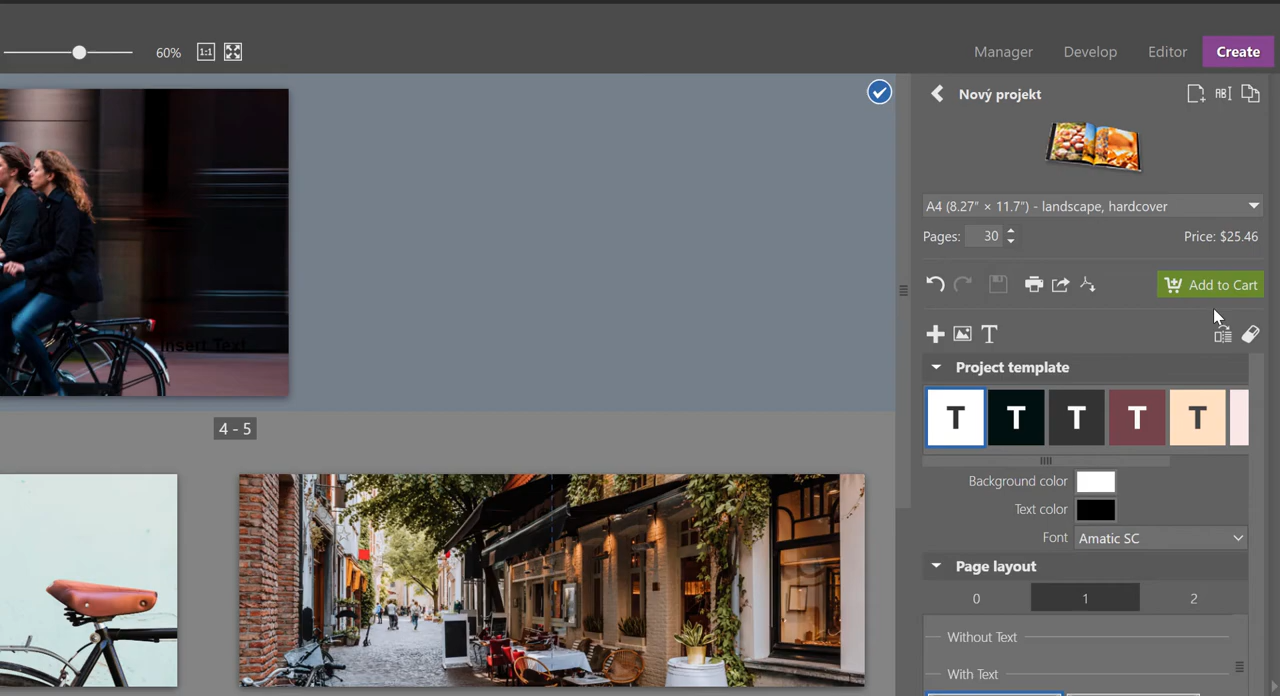 60%
1:1
Manager
Develop
Editor
Create
Nový projekt
AB
A4 (8.27" × 11.7") - landscape, hardcover
Pages: 30
Price: $25.46
Add to Cart
T
Insert Text
Project template
T T T T T
4 - 5
Background color
Text color
Font Amatic SC
Page layout
0 1 2
Without Text
With Text